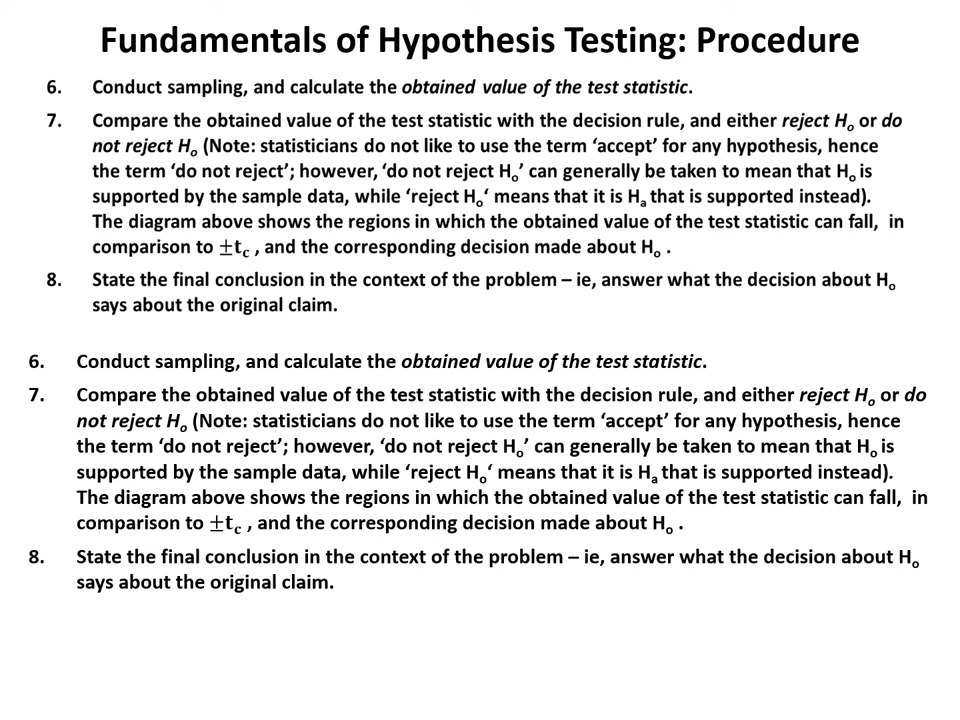 Fundamentals of Hypothesis Testing: Procedure
6. Conduct sampling, and calculate the obtained value of the test statistic.
7. Compare the obtained value of the test statistic with the decision rule, and either reject Hₒ or do
not reject Hₒ (Note: statisticians do not like to use the term ‘accept’ for any hypothesis, hence
the term ‘do not reject’; however, ‘do not reject Hₒ’ can generally be taken to mean that Hₒ is
supported by the sample data, while ‘reject Hₒ‘ means that it is Hₐ that is supported instead).
The diagram above shows the regions in which the obtained value of the test statistic can fall, in
comparison to ±t_c , and the corresponding decision made about Hₒ .
8. State the final conclusion in the context of the problem – ie, answer what the decision about Hₒ
says about the original claim.
6. Conduct sampling, and calculate the obtained value of the test statistic.
7. Compare the obtained value of the test statistic with the decision rule, and either reject Hₒ or do
not reject Hₒ (Note: statisticians do not like to use the term ‘accept’ for any hypothesis, hence
the term ‘do not reject’; however, ‘do not reject Hₒ’ can generally be taken to mean that Hₒ is
supported by the sample data, while ‘reject Hₒ‘ means that it is Hₐ that is supported instead).
The diagram above shows the regions in which the obtained value of the test statistic can fall, in
comparison to ±t_c , and the corresponding decision made about Hₒ .
8. State the final conclusion in the context of the problem – ie, answer what the decision about Hₒ
says about the original claim.